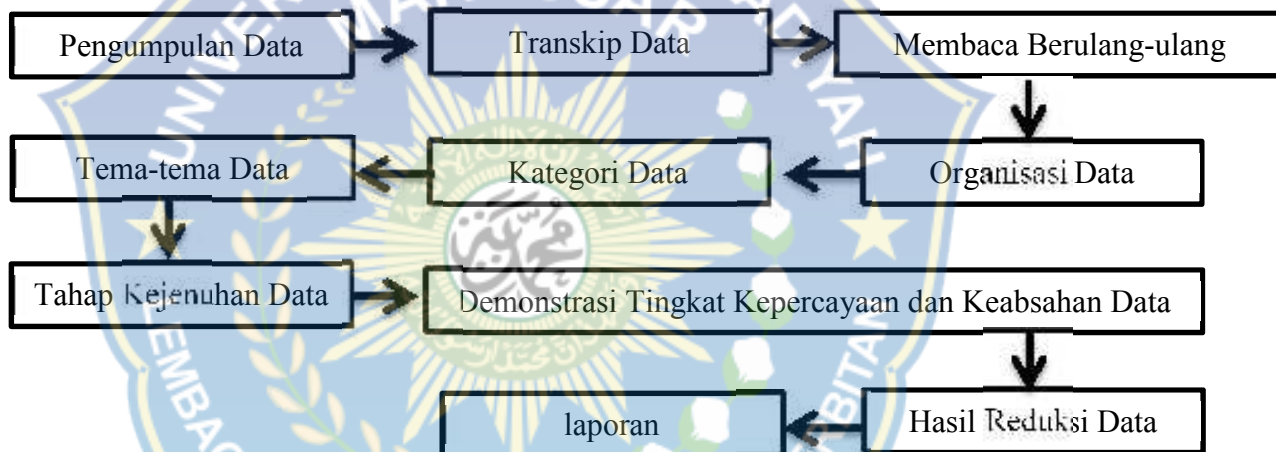 Pengumpulan Data
Transkip Data
Membaca Berulang-ulang
Organisasi Data
Kategori Data
Tema-tema Data
Tahap Kejenuhan Data
Demonstrasi Tingkat Kepercayaan dan Keabsahan Data
Hasil Reduksi Data
laporan